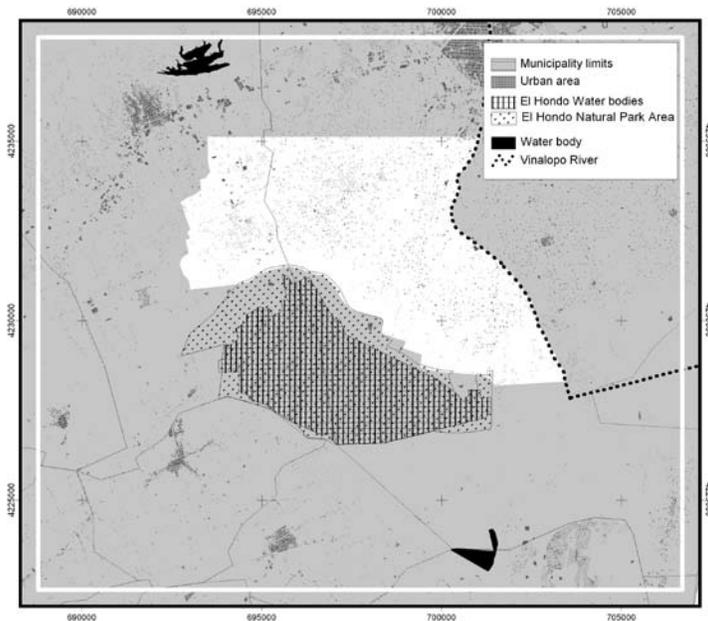 690000 695000 700000 705000
Municipality limits
Urban area
El Hondo Water bodies
El Hondo Natural Park Area
Water body
Vinalopo River
4235000
4230000
4225000
690000 695000 700000 705000